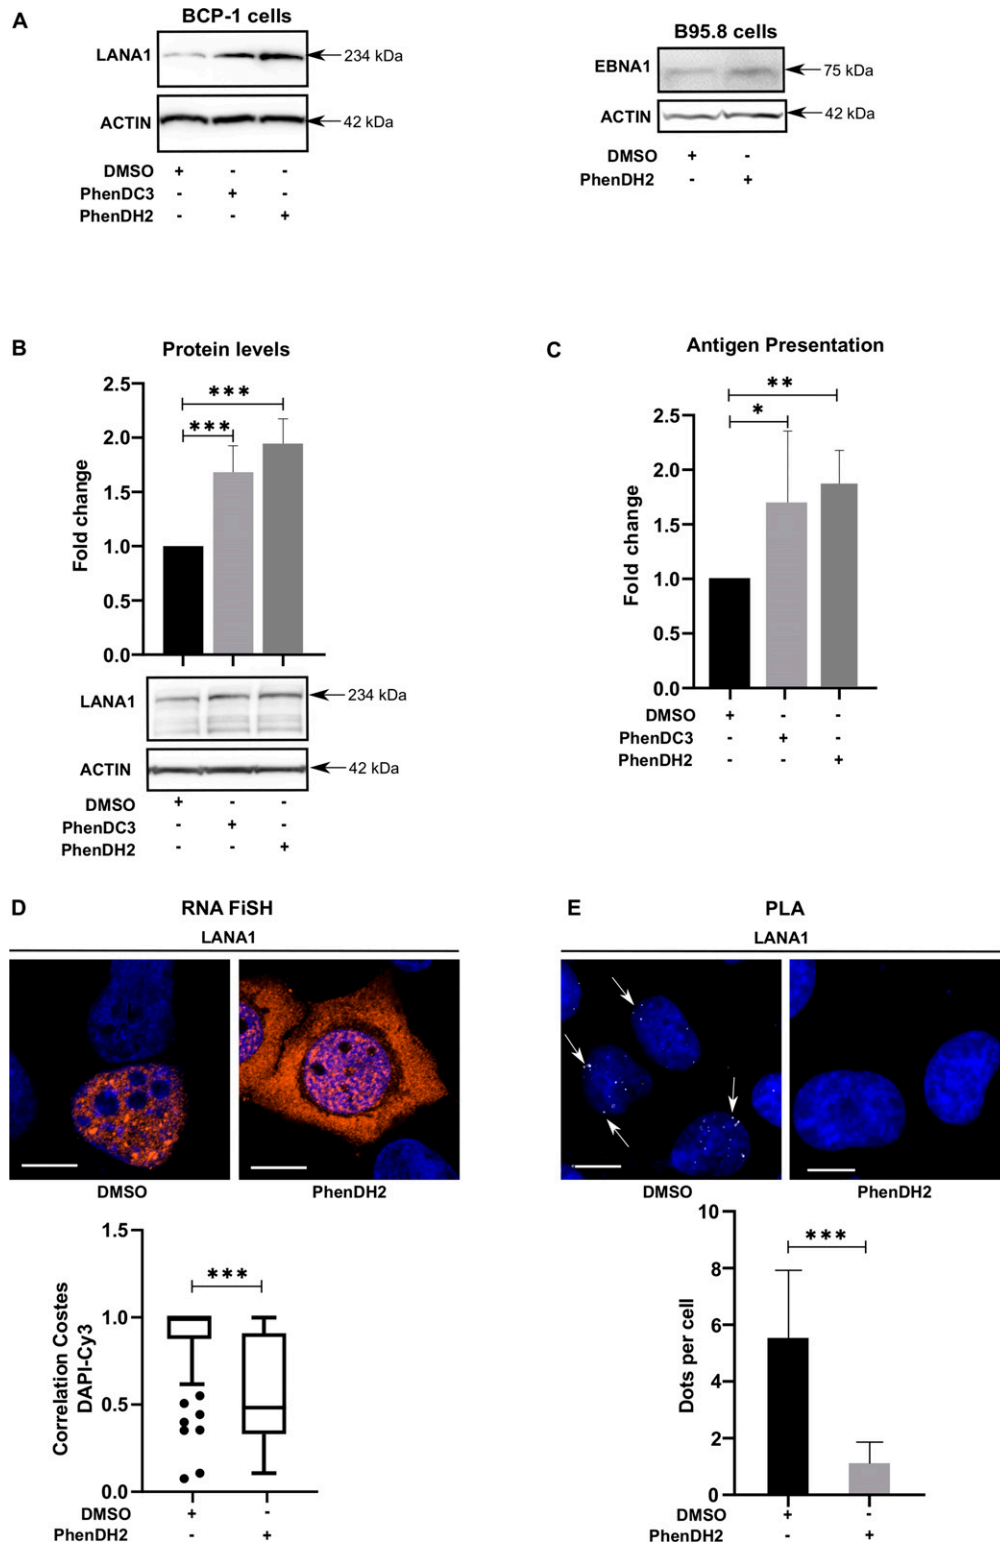 A
BCP-1 cells
LANA1
234 kDa
ACTIN
42 kDa
DMSO + - -
PhenDC3 - + -
PhenDH2 - - +
B95.8 cells
EBNA1
75 kDa
ACTIN
42 kDa
DMSO + -
PhenDH2 - +
B
Protein levels
Fold change
2.5
2.0
1.5
1.0
0.5
0.0
***
***
LANA1
234 kDa
ACTIN
42 kDa
DMSO + - -
PhenDC3 - + -
PhenDH2 - - +
C
Antigen Presentation
Fold change
2.5
2.0
1.5
1.0
0.5
0.0
**
*
DMSO + - -
PhenDC3 - + -
PhenDH2 - - +
D
RNA FiSH
LANA1
DMSO
PhenDH2
Correlation Costes
DAPI-Cy3
1.5
1.0
0.5
0.0
***
DMSO + -
PhenDH2 - +
E
PLA
LANA1
DMSO
PhenDH2
Dots per cell
10
8
6
4
2
0
***
DMSO + -
PhenDH2 - +